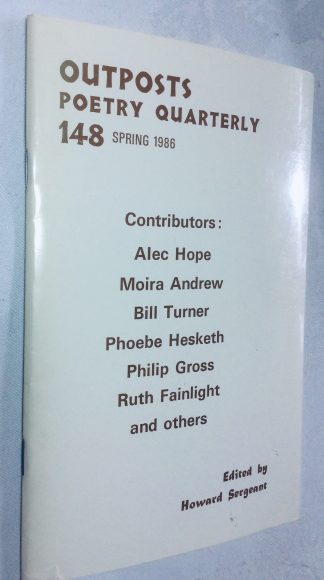 OUTPOSTS
POETRY QUARTERLY
148 SPRING 1986
Contributors:
Alec Hope
Moira Andrew
Bill Turner
Phoebe Hesketh
Philip Gross
Ruth Fainlight
and others
Edited by
Howard Sergeant